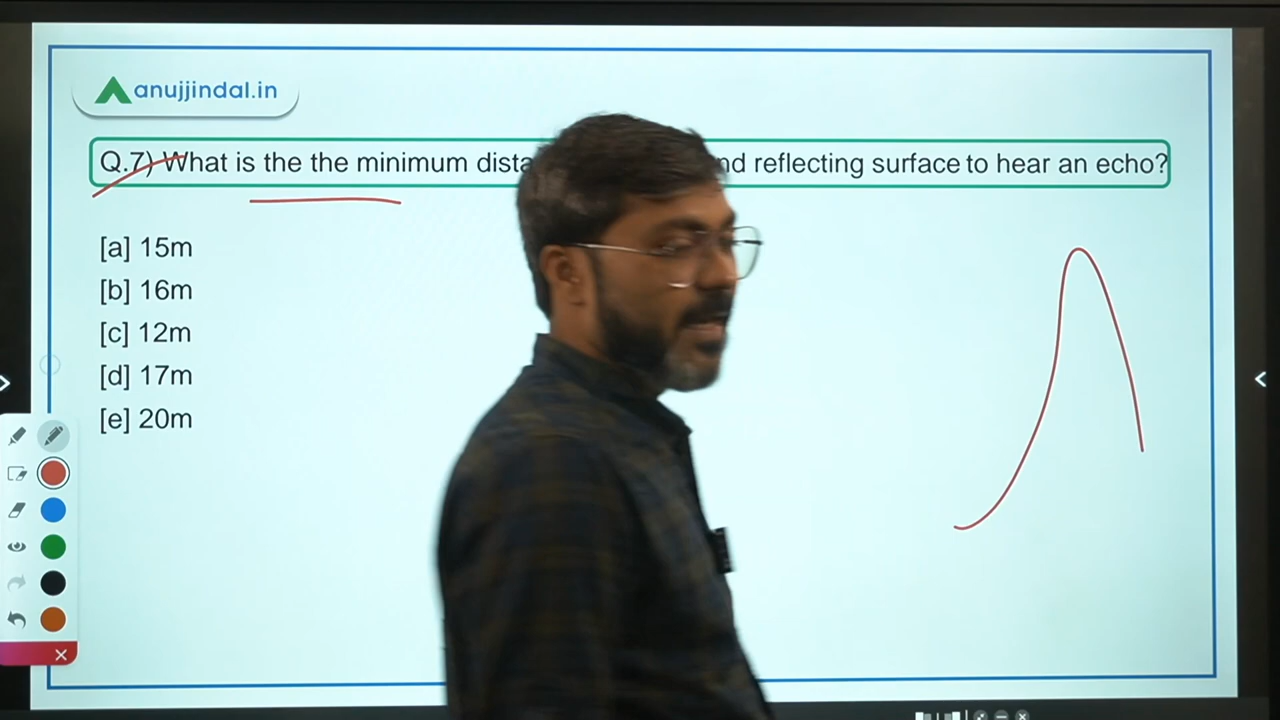 anujjindal.in
Q.7) What is the the minimum dista nd reflecting surface to hear an echo?
[a] 15m
[b] 16m
[c] 12m
[d] 17m
[e] 20m